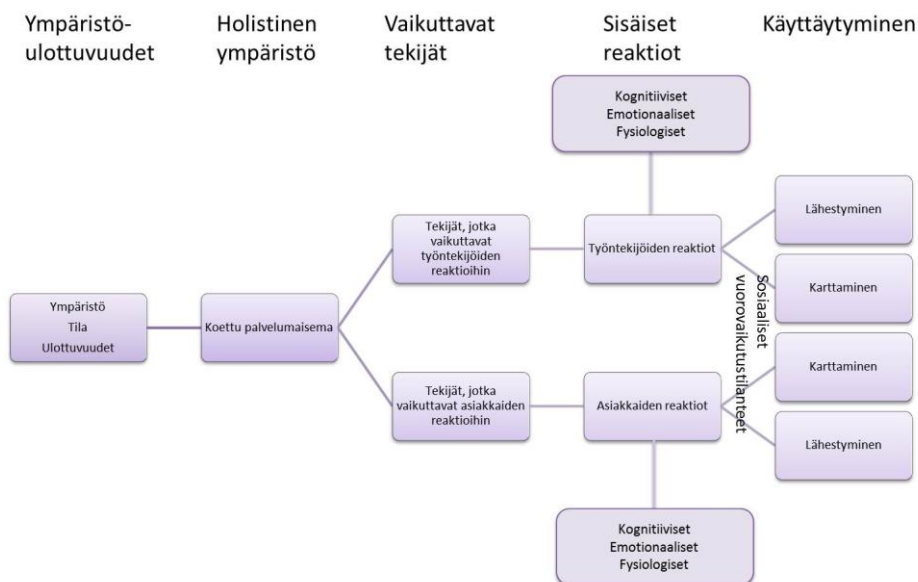 Ympäristö-
ulottuvuudet
Holistinen
ympäristö
Vaikuttavat
tekijät
Sisäiset
reaktiot
Käyttäytyminen
Kognitiiviset
Emotionaaliset
Fysiologiset
Tekijät, jotka
vaikuttavat
työntekijöiden
reaktioihin
Työntekijöiden reaktiot
Lähestyminen
Karttaminen
Ympäristö
Tila
Ulottuvuudet
Koettu palvelumaisema
Sosiaaliset
vuorovaikutustilanteet
Tekijät, jotka
vaikuttavat asiakkaiden
reaktioihin
Asiakkaiden reaktiot
Karttaminen
Lähestyminen
Kognitiiviset
Emotionaaliset
Fysiologiset